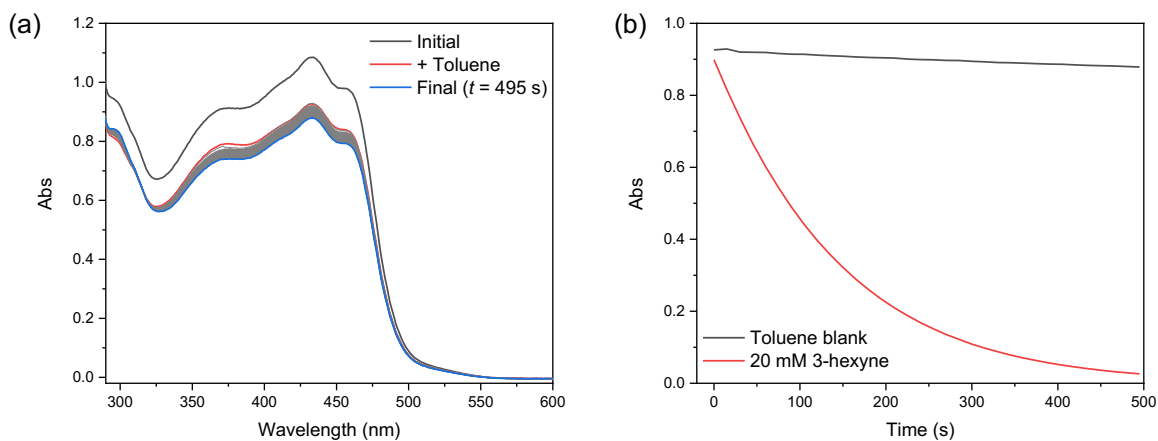 (a)
Abs
1.2
1.0
0.8
0.6
0.4
0.2
0.0
300
350
400
450
500
550
600
Wavelength (nm)
Initial
+ Toluene
Final (t = 495 s)
(b)
Abs
1.0
0.8
0.6
0.4
0.2
0.0
0
100
200
300
400
500
Time (s)
Toluene blank
20 mM 3-hexyne